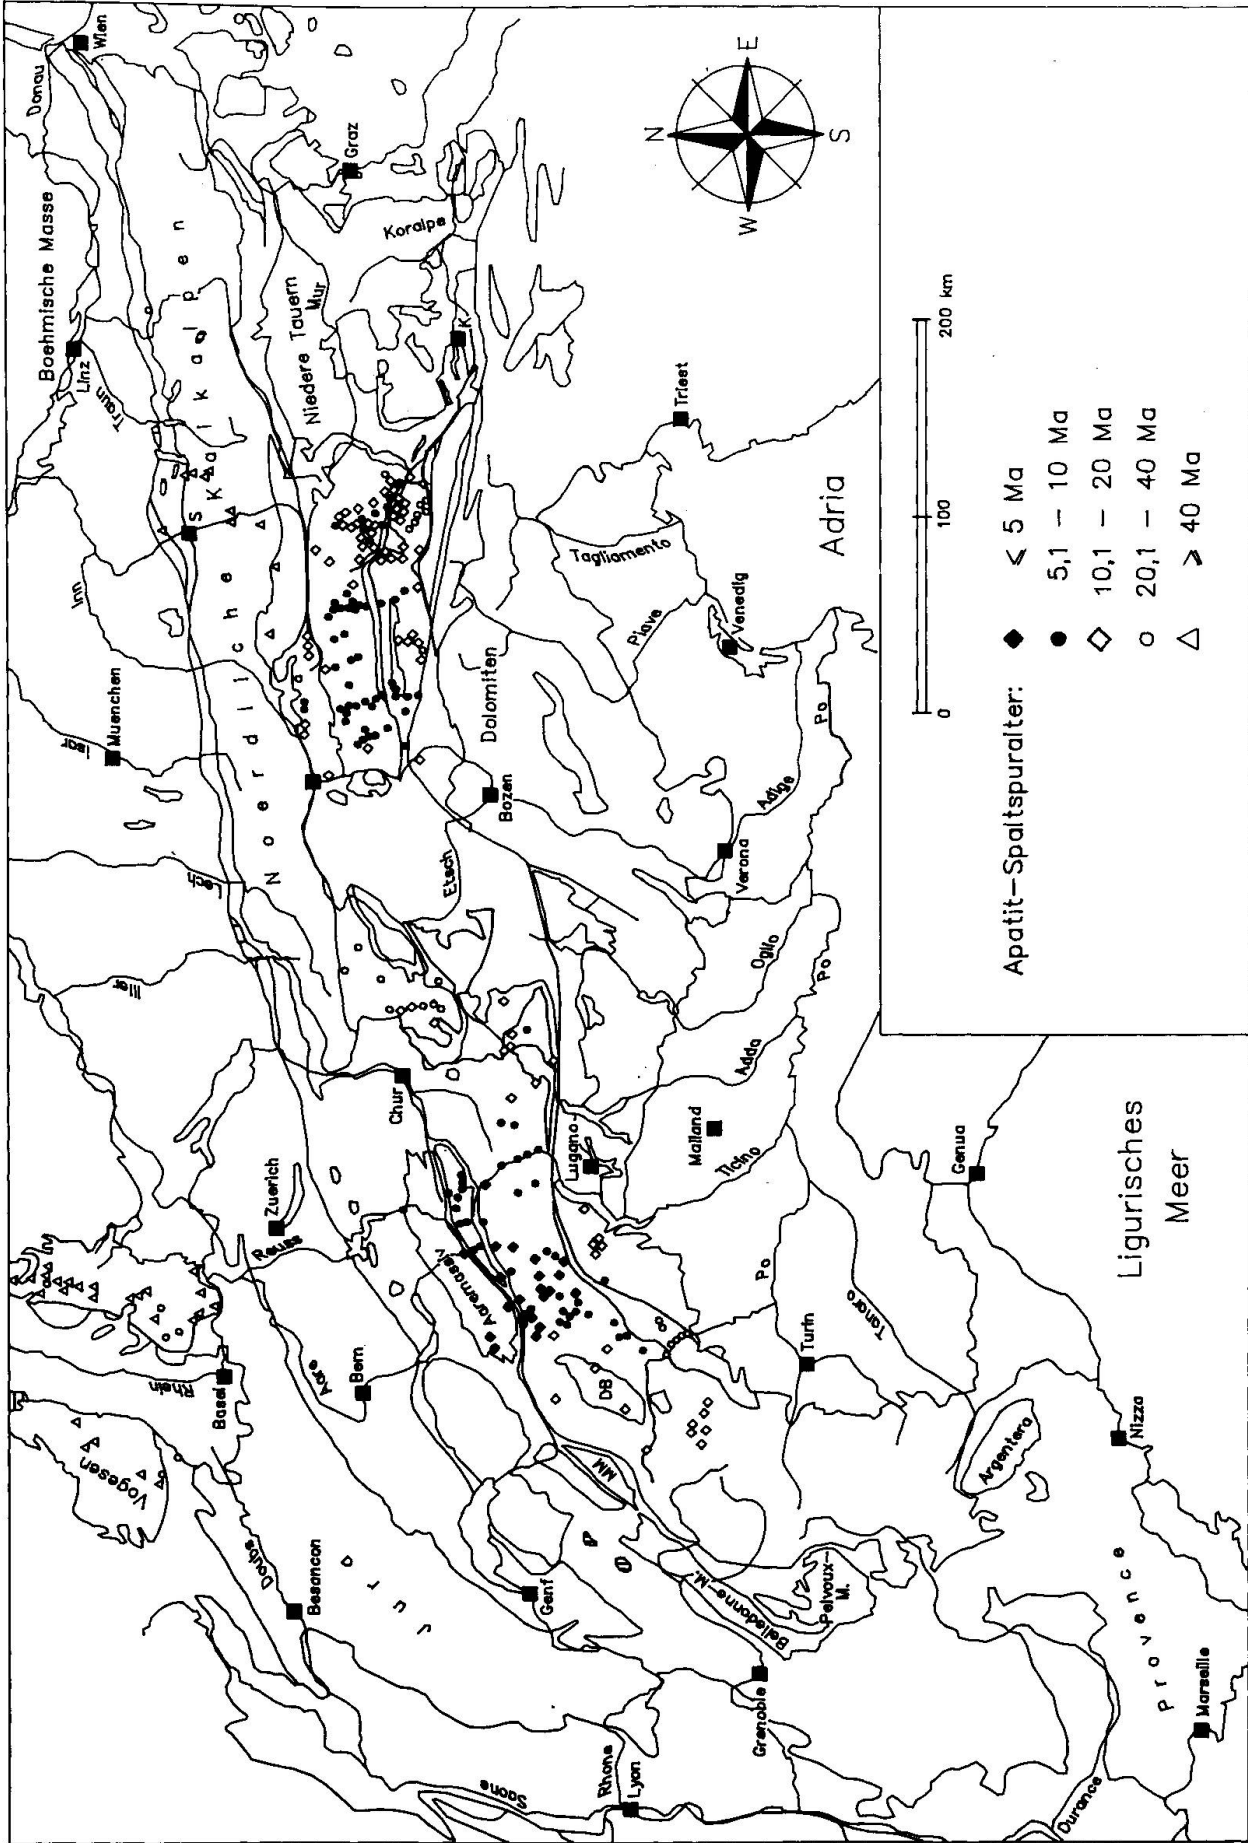 Donau
Wien
Boehmische Masse
Linz
Traun
Inn
Muenchen
Isar
Lech
Iller
Noerdliche Kalkalpen
S
Niedere Tauern
Mur
Graz
Koralpe
K
Triest
Tagliamento
Piave
Venedig
Adria
Dolomiten
Bozen
Etsch
Verona
Adige
Po
Oglio
Po
Adda
Chur
Zuerich
Reuss
Aaremassiv
Lugano
Mailand
Ticino
Po
Genua
Tanaro
Turin
Ligurisches
Meer
Rhein
Basel
Aare
Bern
Vogesen
DB
MM
Doubs
Besancon
Jura
Genf
Belledonne-M.
Pelvoux-
M.
Argentera
Nizza
Grenoble
Saone
Rhone
Lyon
Durance
Provence
Marseille
N
E
S
W
0
100
200 km
Apatit-Spaltspuralter:
≤ 5 Ma
5,1 - 10 Ma
10,1 - 20 Ma
20,1 - 40 Ma
≥ 40 Ma